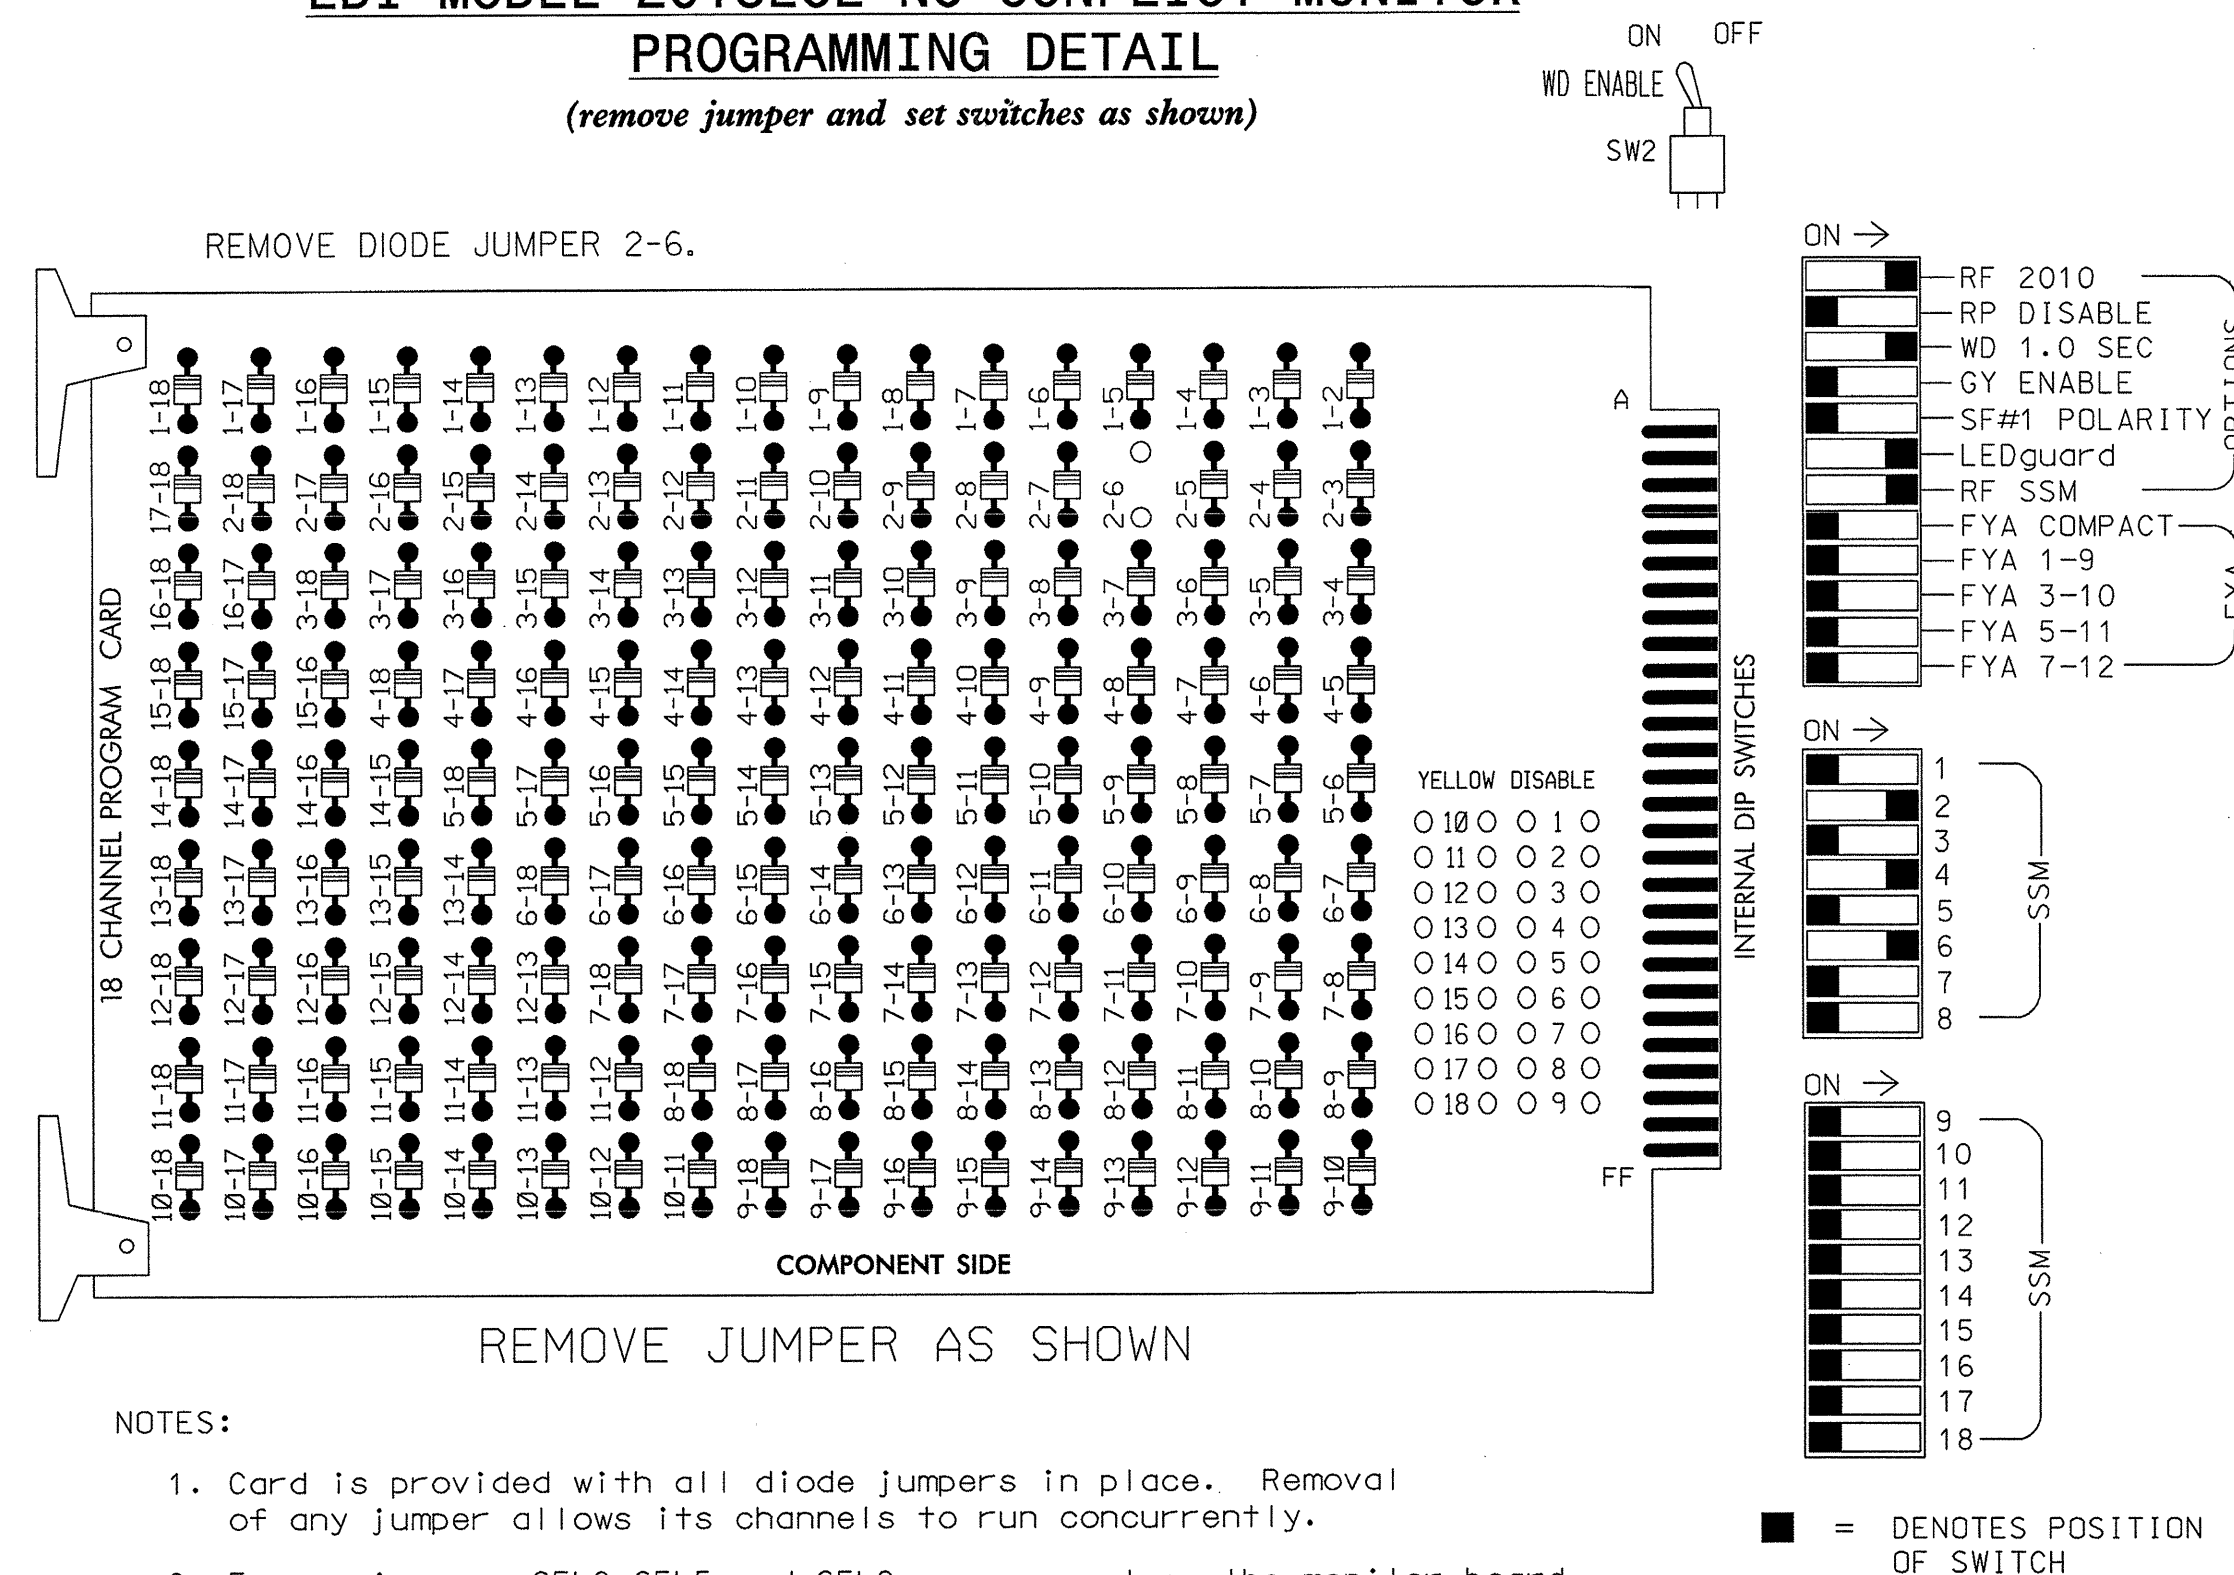 PROGRAMMING DETAIL
(remove jumper and set switches as shown)
ON OFF
WD ENABLE
SW2
REMOVE DIODE JUMPER 2-6.
ON →
RF 2010
RP DISABLE
WD 1.0 SEC
GY ENABLE
SF#1 POLARITY
LEDguard
RF SSM
FYA COMPACT
FYA 1-9
FYA 3-10
FYA 5-11
FYA 7-12
OPTIONS
FYA
18 CHANNEL PROGRAM CARD
1-18 1-17 1-16 1-15 1-14 1-13 1-12 1-11 1-10 1-9 1-8 1-7 1-6 1-5 1-4 1-3 1-2
17-18 2-18 2-17 2-16 2-15 2-14 2-13 2-12 2-11 2-10 2-9 2-8 2-7 2-6 2-5 2-4 2-3
16-18 16-17 3-18 3-17 3-16 3-15 3-14 3-13 3-12 3-11 3-10 3-9 3-8 3-7 3-6 3-5 3-4
15-18 15-17 15-16 4-18 4-17 4-16 4-15 4-14 4-13 4-12 4-11 4-10 4-9 4-8 4-7 4-6 4-5
14-18 14-17 14-16 14-15 5-18 5-17 5-16 5-15 5-14 5-13 5-12 5-11 5-10 5-9 5-8 5-7 5-6
13-18 13-17 13-16 13-15 13-14 6-18 6-17 6-16 6-15 6-14 6-13 6-12 6-11 6-10 6-9 6-8 6-7
12-18 12-17 12-16 12-15 12-14 12-13 7-18 7-17 7-16 7-15 7-14 7-13 7-12 7-11 7-10 7-9 7-8
11-18 11-17 11-16 11-15 11-14 11-13 11-12 8-18 8-17 8-16 8-15 8-14 8-13 8-12 8-11 8-10 8-9
10-18 10-17 10-16 10-15 10-14 10-13 10-12 10-11 9-18 9-17 9-16 9-15 9-14 9-13 9-12 9-11 9-10
A
FF
YELLOW DISABLE
10 1
11 2
12 3
13 4
14 5
15 6
16 7
17 8
18 9
INTERNAL DIP SWITCHES
COMPONENT SIDE
ON →
1
2
3
4
5
6
7
8
SSM
ON →
9
10
11
12
13
14
15
16
17
18
SSM
REMOVE JUMPER AS SHOWN
NOTES:
1. Card is provided with all diode jumpers in place. Removal
of any jumper allows its channels to run concurrently.
= DENOTES POSITION
OF SWITCH